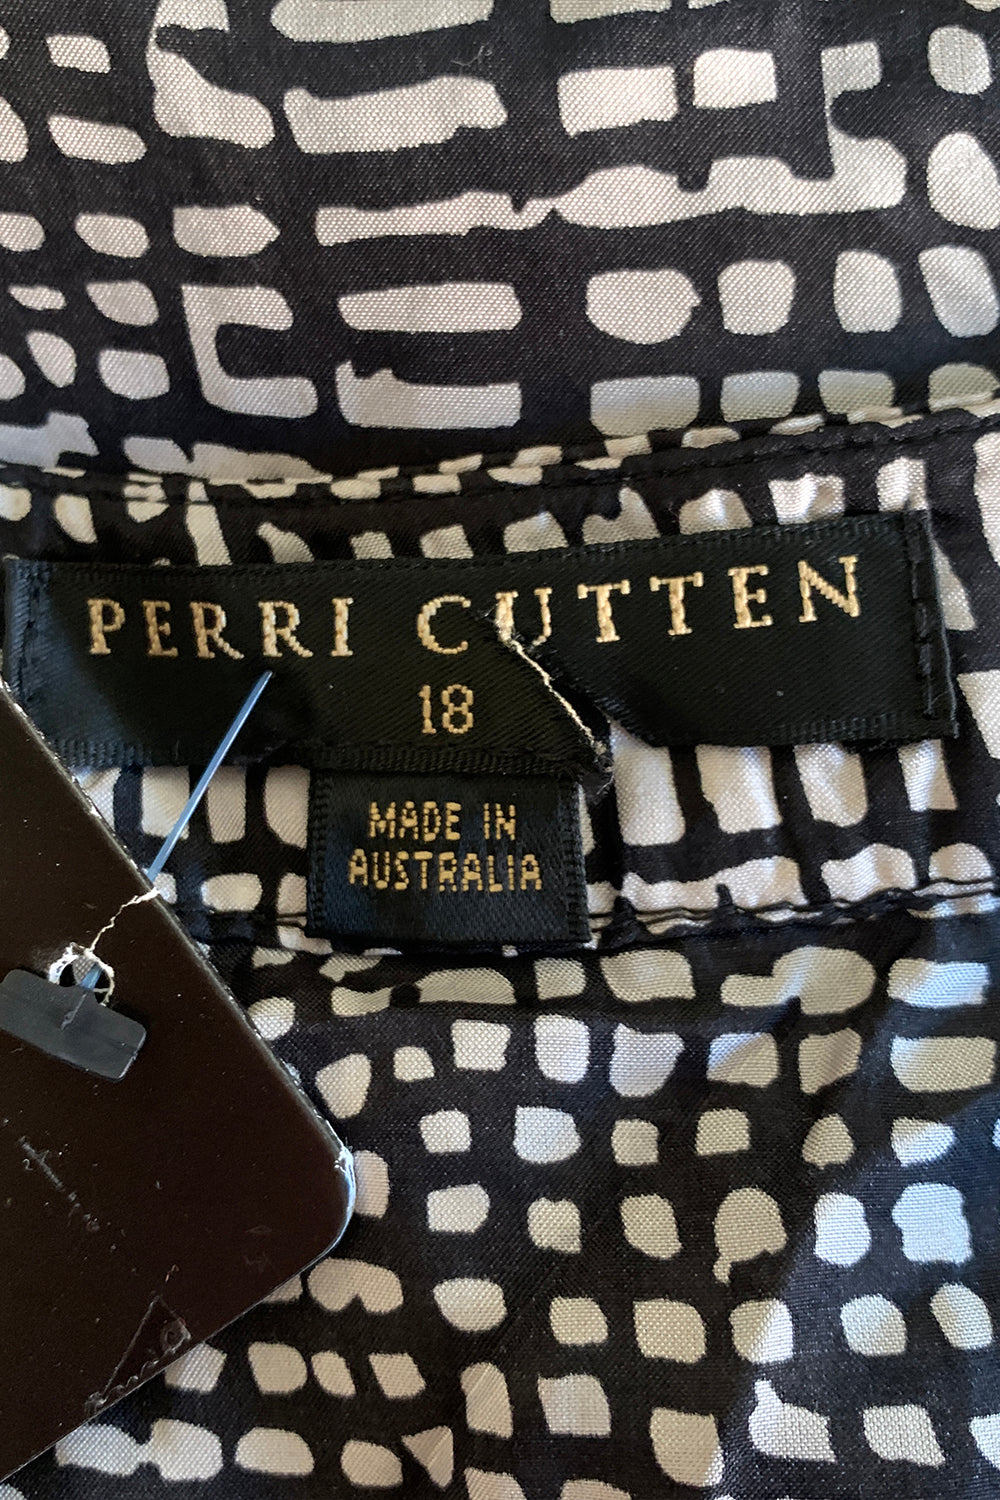 PERRI CUTTEN
18
MADE IN
AUSTRALIA